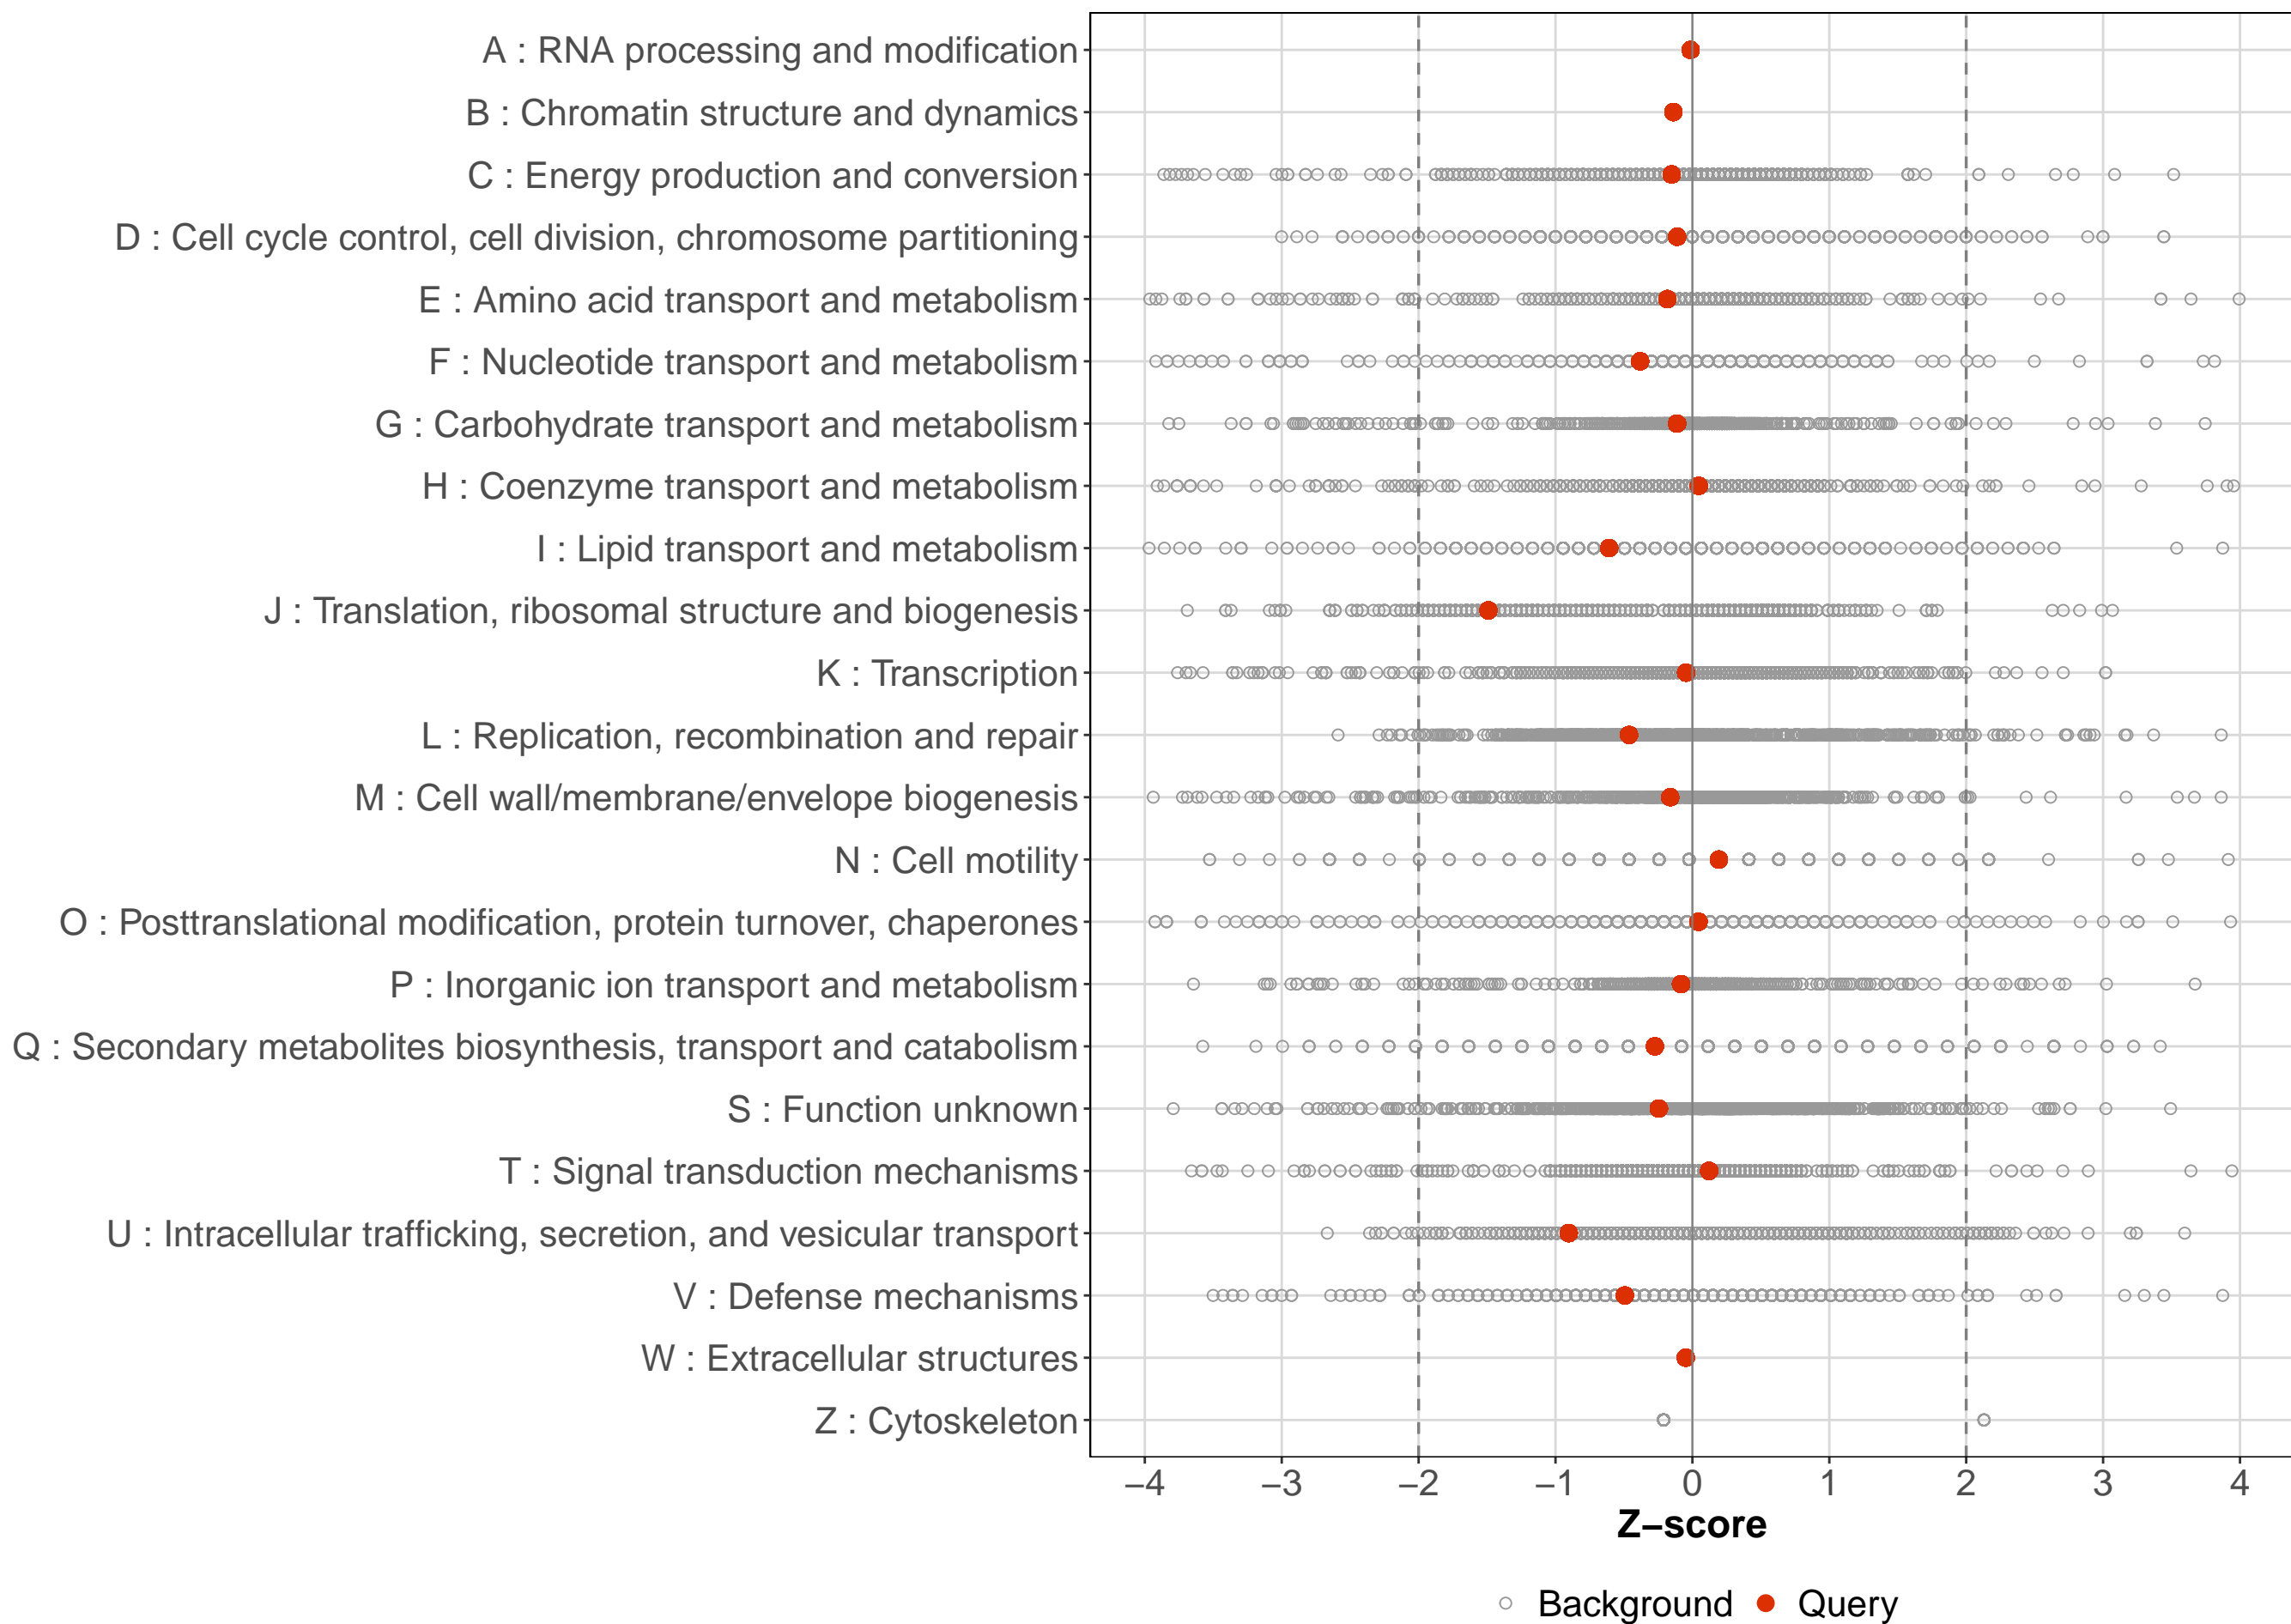 A : RNA processing and modification
B : Chromatin structure and dynamics
C : Energy production and conversion
D : Cell cycle control, cell division, chromosome partitioning
E : Amino acid transport and metabolism
F : Nucleotide transport and metabolism
G : Carbohydrate transport and metabolism
H : Coenzyme transport and metabolism
I : Lipid transport and metabolism
J : Translation, ribosomal structure and biogenesis
K : Transcription
L : Replication, recombination and repair
M : Cell wall/membrane/envelope biogenesis
N : Cell motility
O : Posttranslational modification, protein turnover, chaperones
P : Inorganic ion transport and metabolism
Q : Secondary metabolites biosynthesis, transport and catabolism
S : Function unknown
T : Signal transduction mechanisms
U : Intracellular trafficking, secretion, and vesicular transport
V : Defense mechanisms
W : Extracellular structures
Z : Cytoskeleton
−4 −3 −2 −1 0 1 2 3 4
Z−score
Background Query